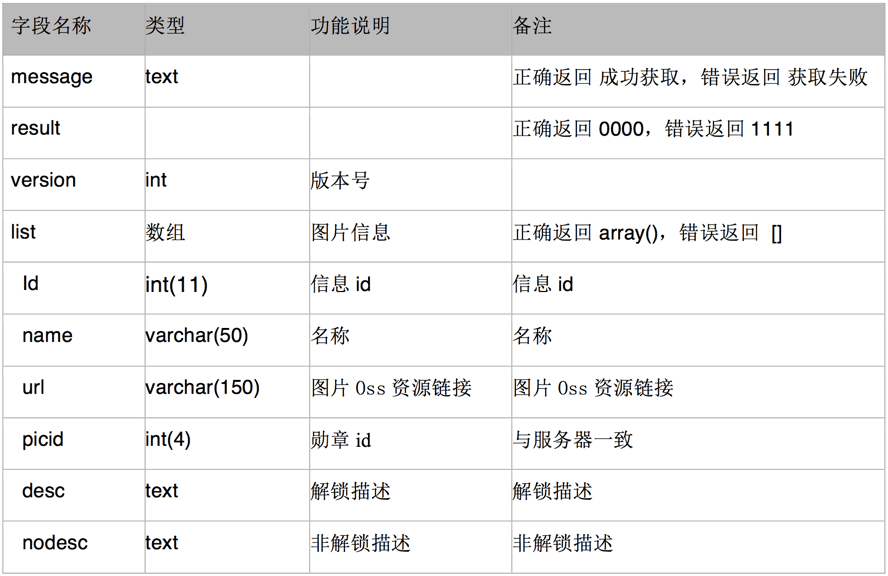 字段名称 类型 功能说明 备注
message text 正确返回 成功获取，错误返回 获取失败
result 正确返回 0000，错误返回 1111
version int 版本号
list 数组 图片信息 正确返回 array()，错误返回 []
Id int(11) 信息 id 信息 id
name varchar(50) 名称 名称
url varchar(150) 图片 Oss 资源链接 图片 Oss 资源链接
picid int(4) 勋章 id 与服务器一致
desc text 解锁描述 解锁描述
nodesc text 非解锁描述 非解锁描述